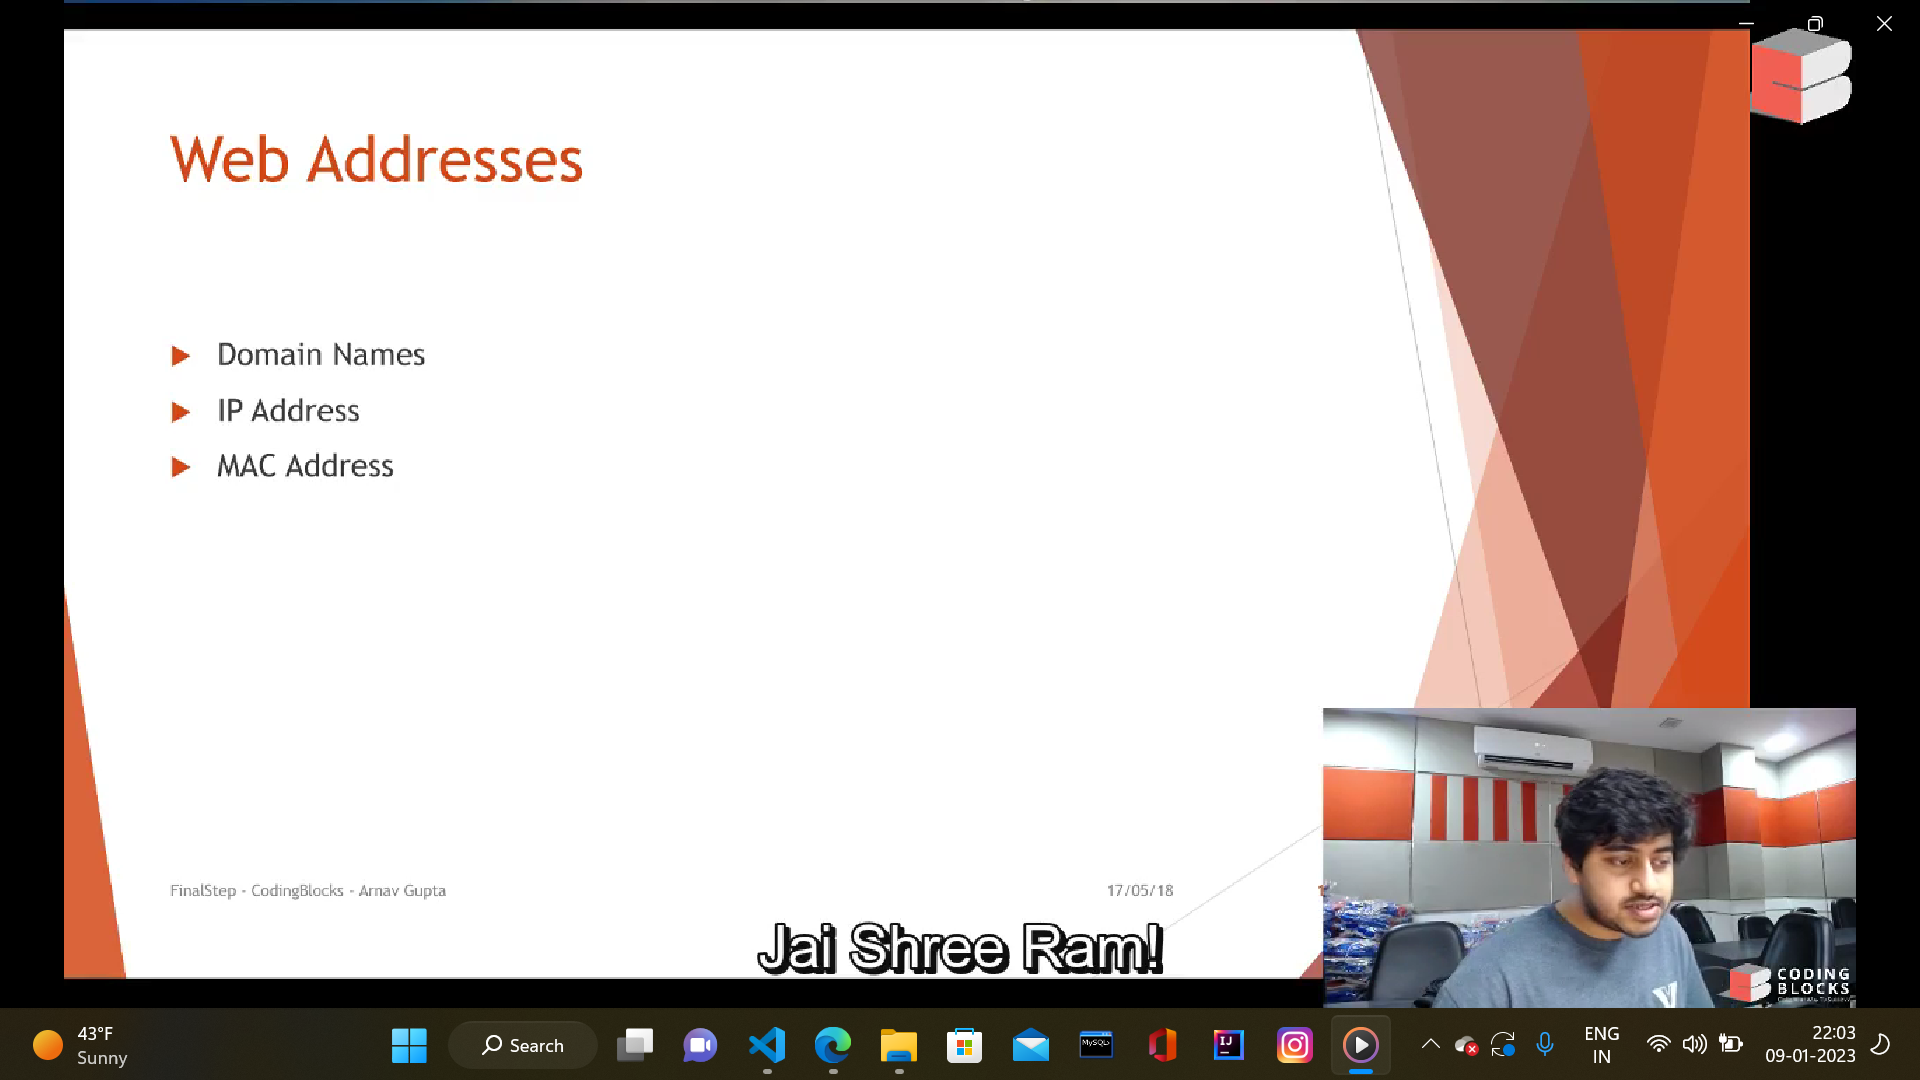 Web Addresses
Domain Names
IP Address
MAC Address
FinalStep - CodingBlocks - Arnav Gupta
17/05/18
Jai Shree Ram!
CODING
BLOCKS
43°F
Sunny
Search
MySQL>
IJ
ENG
IN
22:03
09-01-2023